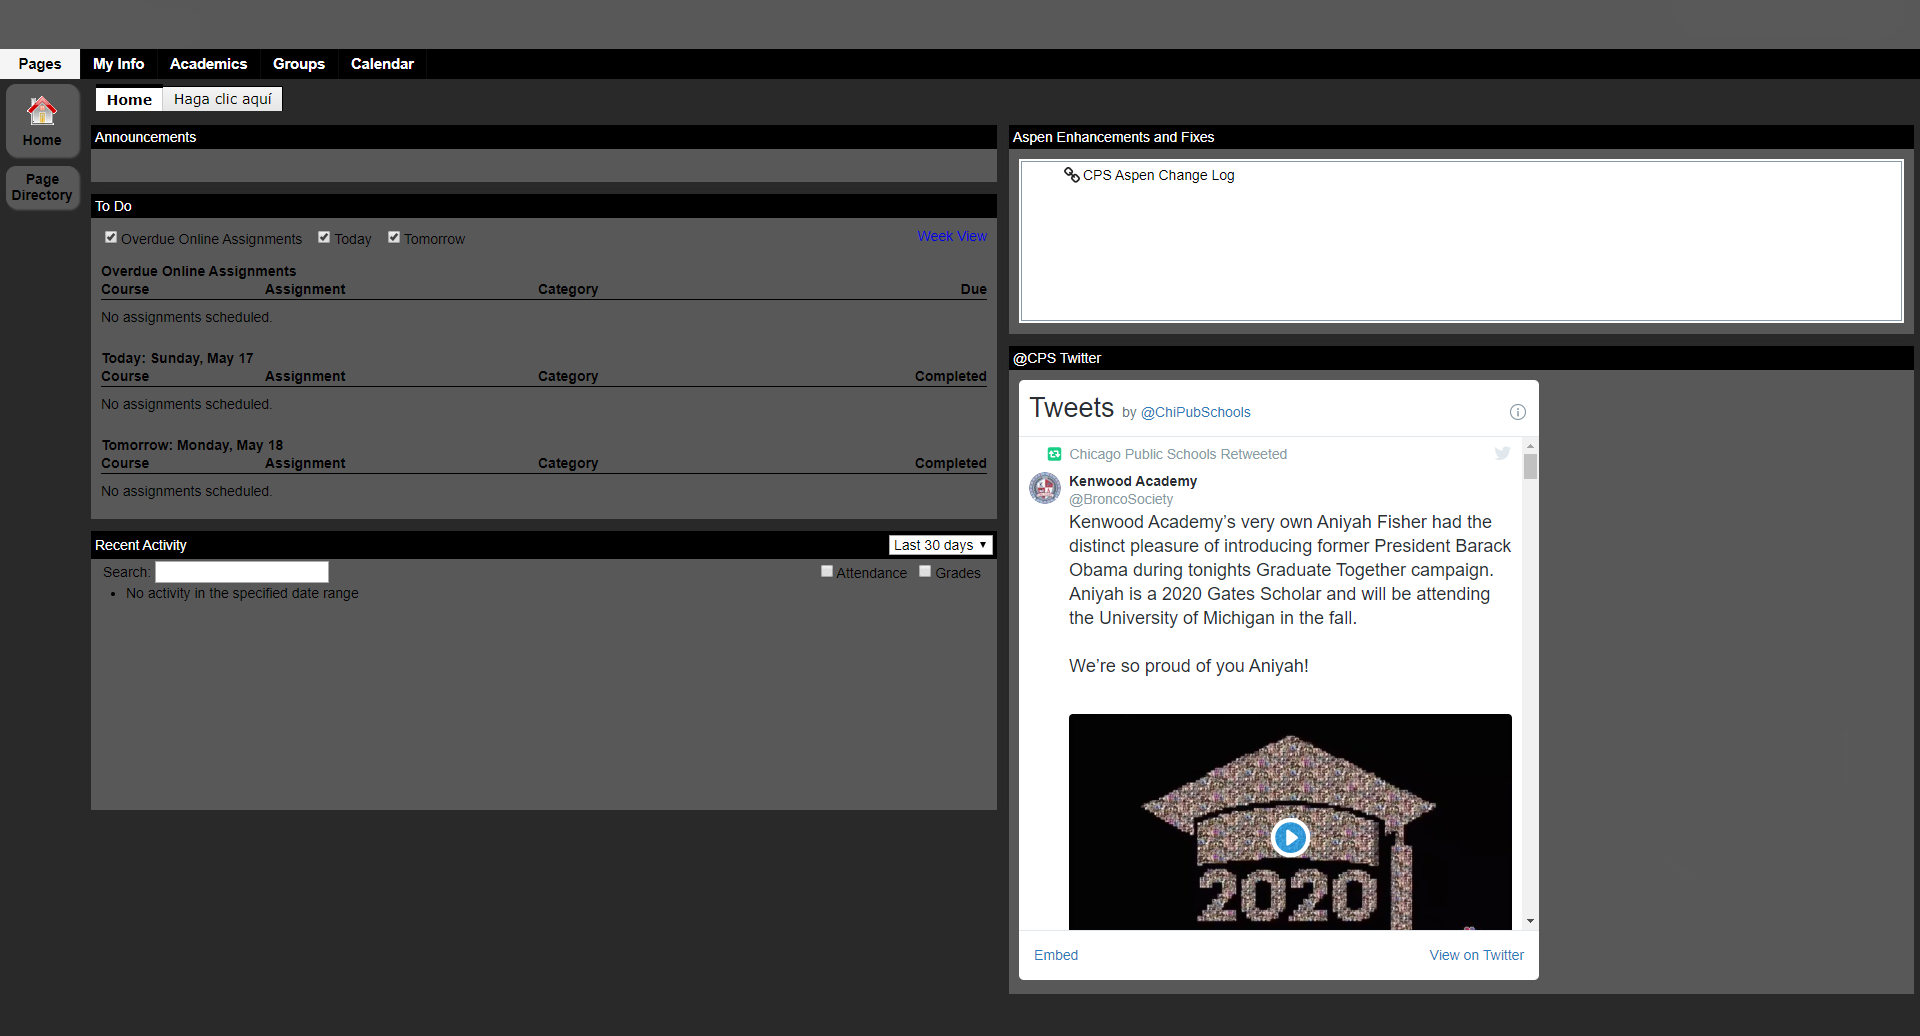 Pages My Info Academics Groups Calendar
Home
Page
Directory
Home Haga clic aquí
Announcements
To Do
Overdue Online Assignments Today Tomorrow Week View
Overdue Online Assignments
Course Assignment Category Due
No assignments scheduled.
Today: Sunday, May 17
Course Assignment Category Completed
No assignments scheduled.
Tomorrow: Monday, May 18
Course Assignment Category Completed
No assignments scheduled.
Recent Activity Last 30 days
Search: Attendance Grades
No activity in the specified date range
Aspen Enhancements and Fixes
CPS Aspen Change Log
@CPS Twitter
Tweets by @ChiPubSchools
Chicago Public Schools Retweeted
Kenwood Academy
@BroncoSociety
Kenwood Academy’s very own Aniyah Fisher had the
distinct pleasure of introducing former President Barack
Obama during tonights Graduate Together campaign.
Aniyah is a 2020 Gates Scholar and will be attending
the University of Michigan in the fall.
We’re so proud of you Aniyah!
2020
Embed View on Twitter